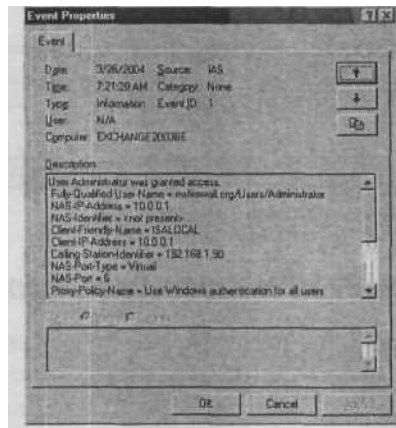 Event Properties
Event
Date: 3/26/2004 Source: IAS
Time: 7:21:29 AM Category: None
Type: Information Event ID: 1
User: N/A
Computer: EXCHANGE2003BE
Description:
User Administrator was granted access.
Fully-Qualified-User-Name = msfirewall.org/Users/Administrator
NAS-IP-Address = 10.0.0.1
NAS-Identifier = <not present>
Client-Friendly-Name = ISALOCAL
Client-IP-Address = 10.0.0.1
Calling-Station-Identifier = 192.168.1.90
NAS-Port-Type = Virtual
NAS-Port = 6
Proxy-Policy-Name = Use Windows authentication for all users
OK Cancel